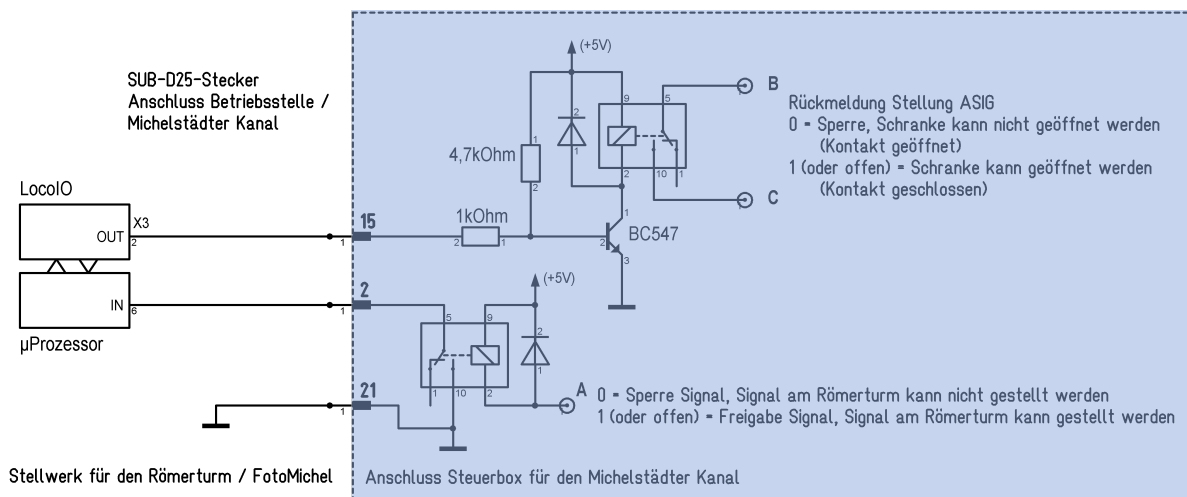 SUB-D25-Stecker
Anschluss Betriebsstelle /
Michelstädter Kanal
(+5V)
9
5
2
1
2
10
1
B
1
Rückmeldung Stellung ASIG
0 = Sperre, Schranke kann nicht geöffnet werden
(Kontakt geöffnet)
1 (oder offen) = Schranke kann geöffnet werden
(Kontakt geschlossen)
C
1
1
4,7kOhm
2
LocoIO
X3
OUT
2
1
15
2
1kOhm
1
2
1
BC547
3
IN
6
1
2
µProzessor
(+5V)
5
9
2
1
1
10
2
A
1
0 = Sperre Signal, Signal am Römerturm kann nicht gestellt werden
1 (oder offen) = Freigabe Signal, Signal am Römerturm kann gestellt werden
1
21
Stellwerk für den Römerturm / FotoMichel
Anschluss Steuerbox für den Michelstädter Kanal